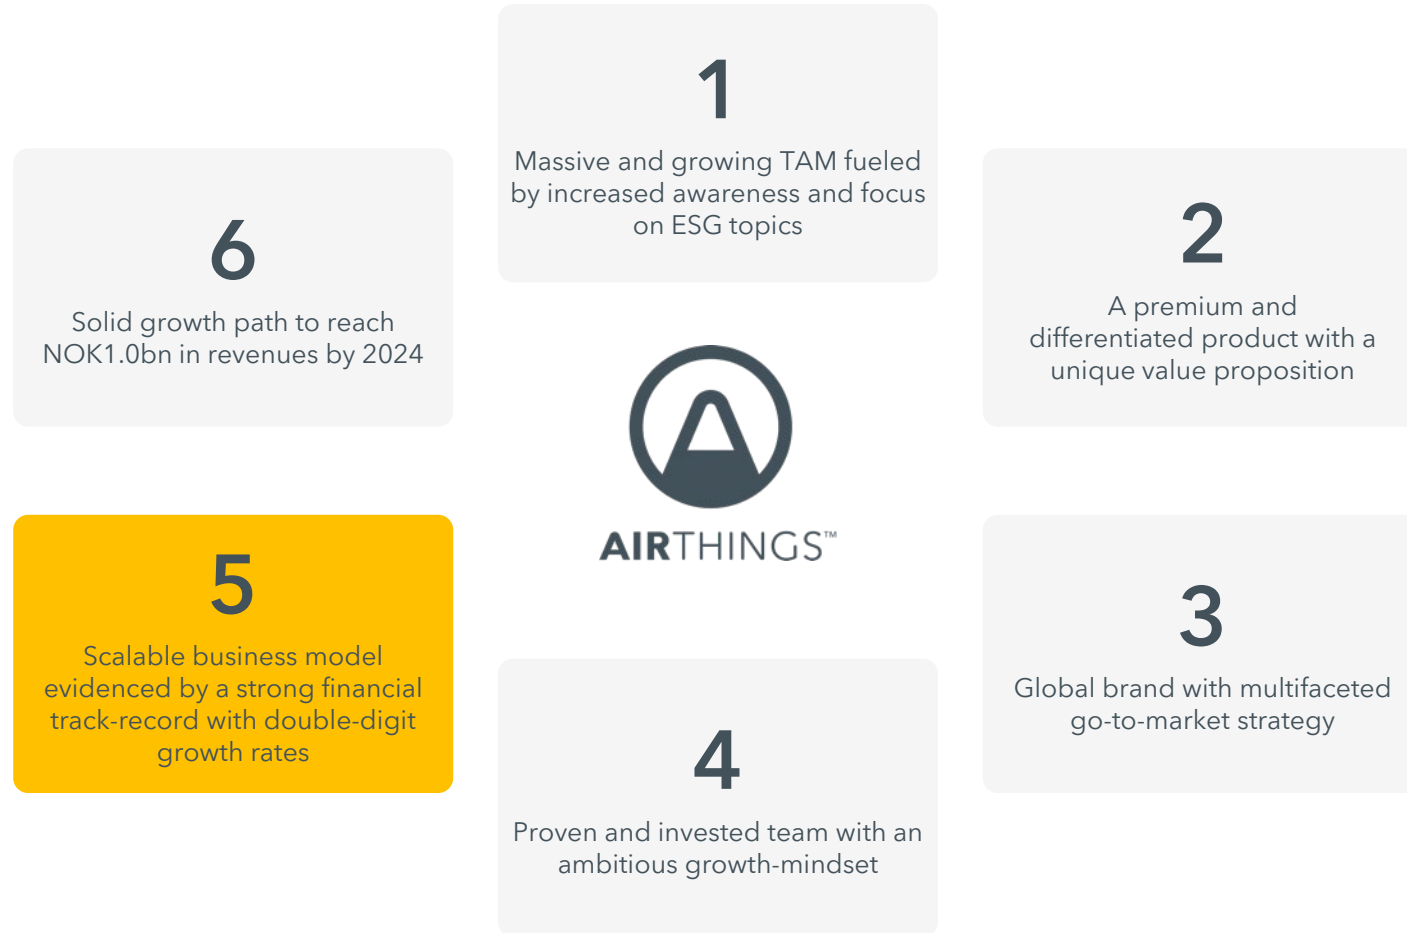 1
Massive and growing TAM fueled
by increased awareness and focus
on ESG topics
2
A premium and
differentiated product with a
unique value proposition
3
Global brand with multifaceted
go-to-market strategy
4
Proven and invested team with an
ambitious growth-mindset
5
Scalable business model
evidenced by a strong financial
track-record with double-digit
growth rates
6
Solid growth path to reach
NOK1.0bn in revenues by 2024
AIRTHINGS™